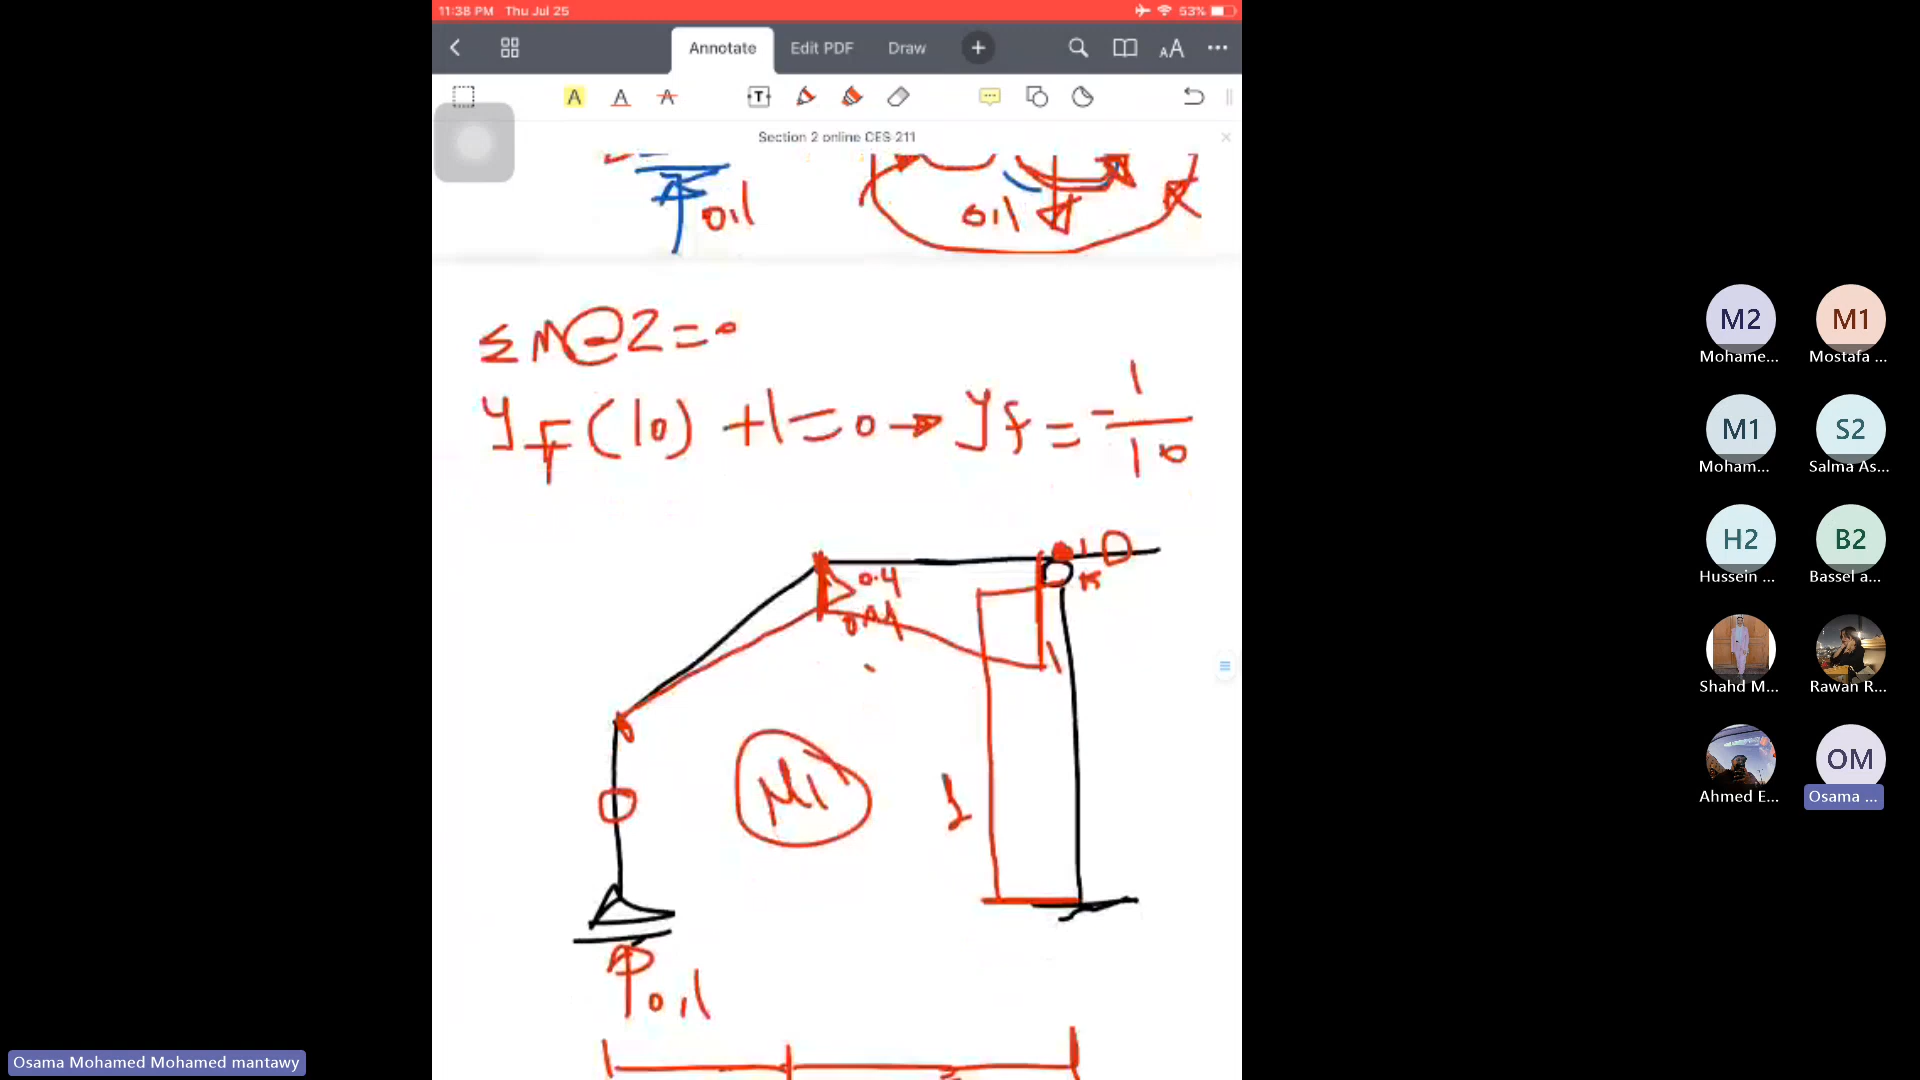 11:38 PM Thu Jul 25
53%
Annotate Edit PDF Draw
A A A T AA
Section 2 online CES-211
0.1
0.1
ΣM@2=0
yF(10) +1=0 → yf = -1/10
0.4
1
M1
1
0.1
M2
Mohame...
M1
Mostafa ...
M1
Moham...
S2
Salma As...
H2
Hussein ...
B2
Bassel a...
Shahd M...
Rawan R...
Ahmed E...
OM
Osama ...
Osama Mohamed Mohamed mantawy